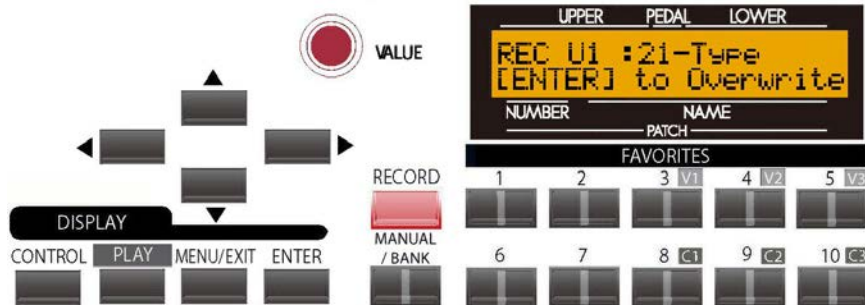 VALUE
UPPER PEDAL LOWER
REC U1 :21-Type
[ENTER] to Overwrite
NUMBER NAME
PATCH
FAVORITES
RECORD
1 2 3 V1 4 V2 5 V3
DISPLAY
CONTROL PLAY MENU/EXIT ENTER
MANUAL
/ BANK
6 7 8 C1 9 C2 10 C3